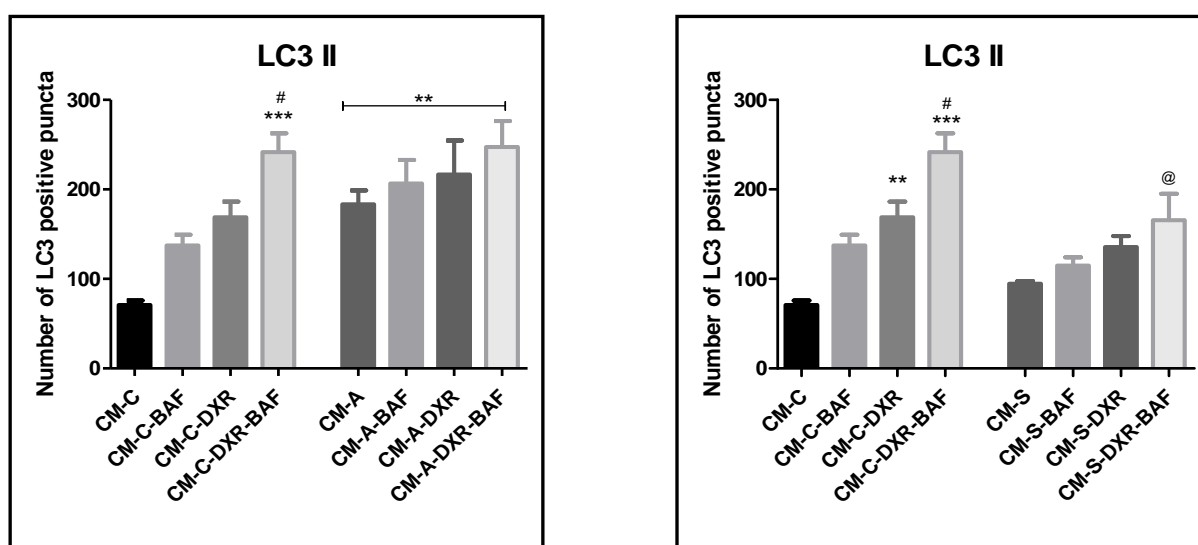 LC3 II
Number of LC3 positive puncta
300
200
100
0
#
***
**
CM-C
CM-C-BAF
CM-C-DXR
CM-C-DXR-BAF
CM-A
CM-A-BAF
CM-A-DXR
CM-A-DXR-BAF
LC3 II
Number of LC3 positive puncta
300
200
100
0
**
#
***
@
CM-C
CM-C-BAF
CM-C-DXR
CM-C-DXR-BAF
CM-S
CM-S-BAF
CM-S-DXR
CM-S-DXR-BAF